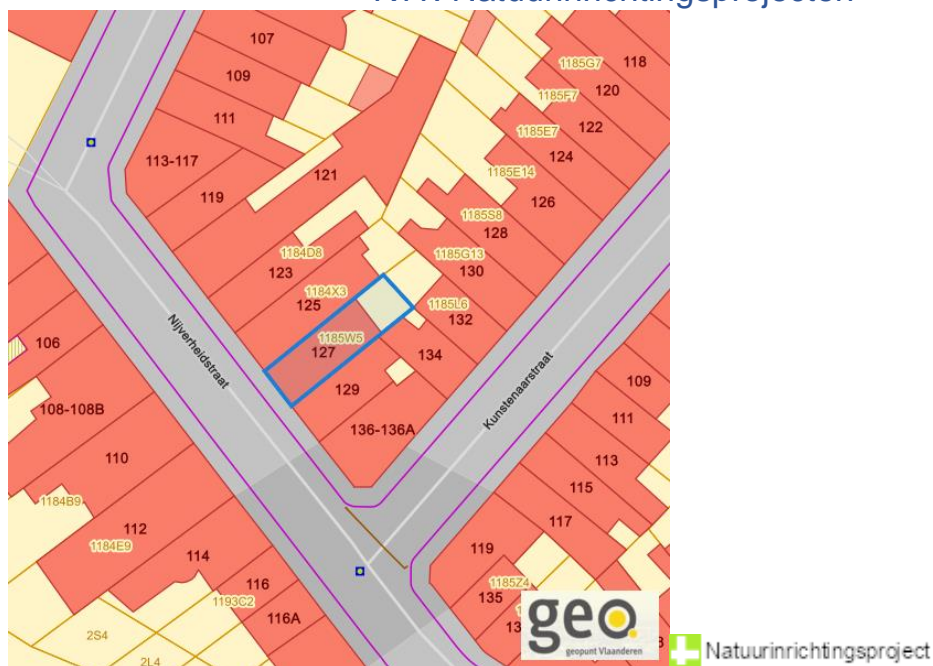 107
118
1185G7
109
120
1185F7
111
122
1185E7
124
113-117
1185E14
121
126
119
1185S8
128
1184D8
1185G13
123
130
1184X3
125
1185L6
132
1185W5
127
106
134
Nijverheidstraat
129
Kunstenaarstraat
109
108-108B
111
136-136A
110
113
115
1184B9
117
112
1184E9
119
114
116
1185Z4
1193C2
135
116A
2S4
2L4
geo
geopunt Vlaanderen
Natuurinrichtingsproject